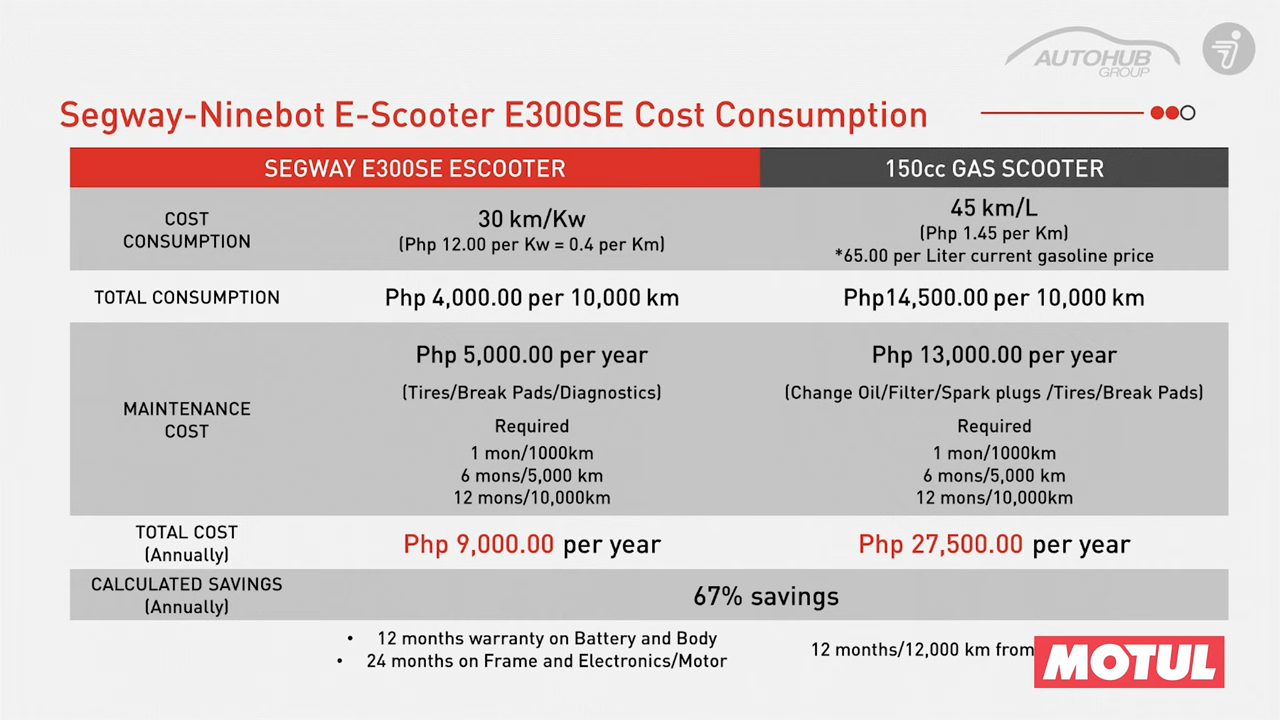 AUTOHUB
GROUP
Segway-Ninebot E-Scooter E300SE Cost Consumption
SEGWAY E300SE ESCOOTER
150cc GAS SCOOTER
COST
CONSUMPTION
30 km/Kw
(Php 12.00 per Kw = 0.4 per Km)
45 km/L
(Php 1.45 per Km)
*65.00 per Liter current gasoline price
TOTAL CONSUMPTION
Php 4,000.00 per 10,000 km
Php14,500.00 per 10,000 km
MAINTENANCE
COST
Php 5,000.00 per year
(Tires/Break Pads/Diagnostics)
Required
1 mon/1000km
6 mons/5,000 km
12 mons/10,000km
Php 13,000.00 per year
(Change Oil/Filter/Spark plugs /Tires/Break Pads)
Required
1 mon/1000km
6 mons/5,000 km
12 mons/10,000km
TOTAL COST
(Annually)
Php 9,000.00 per year
Php 27,500.00 per year
CALCULATED SAVINGS
(Annually)
67% savings
• 12 months warranty on Battery and Body
• 24 months on Frame and Electronics/Motor
12 months/12,000 km from
MOTUL